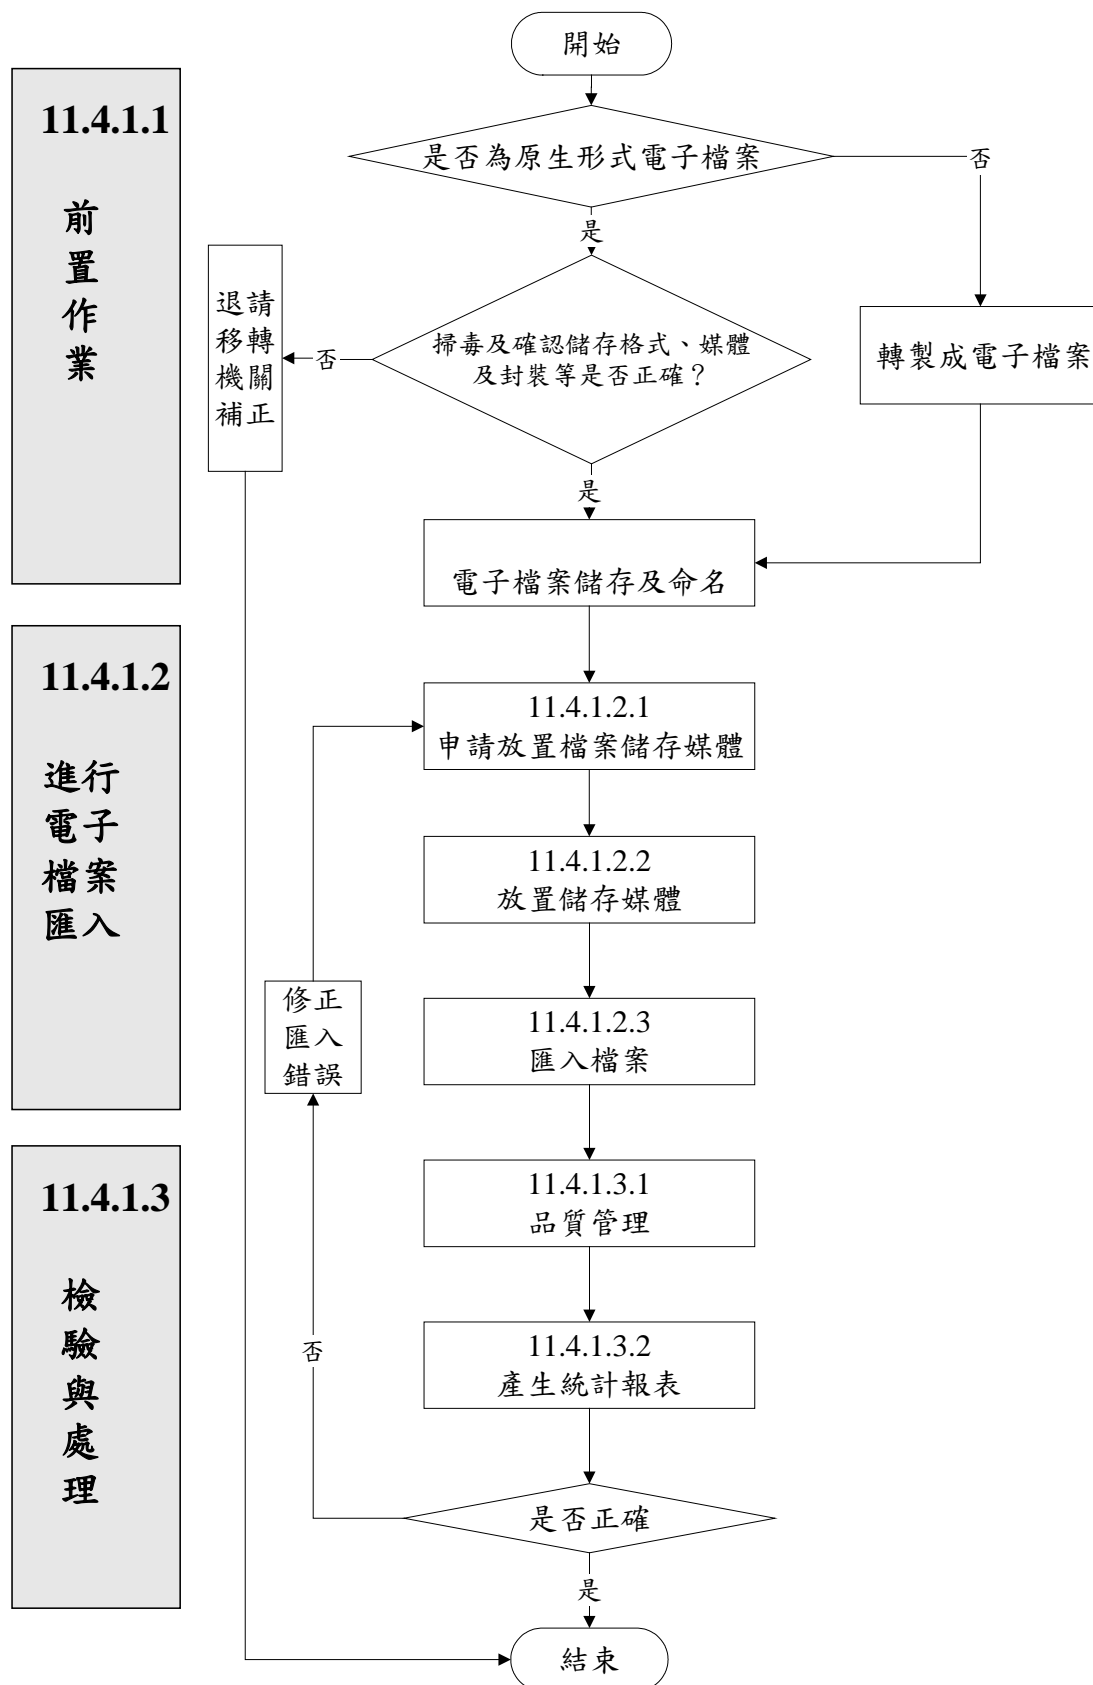 開始
11.4.1.1
前
置
作
業
是否為原生形式電子檔案
否
是
退請
移轉
機關
補正
否
掃毒及確認儲存格式、媒體
及封裝等是否正確？
轉製成電子檔案
是
電子檔案儲存及命名
11.4.1.2
進行
電子
檔案
匯入
11.4.1.2.1
申請放置檔案儲存媒體
11.4.1.2.2
放置儲存媒體
修正
匯入
錯誤
11.4.1.2.3
匯入檔案
11.4.1.3
檢
驗
與
處
理
11.4.1.3.1
品質管理
11.4.1.3.2
產生統計報表
否
是否正確
是
結束